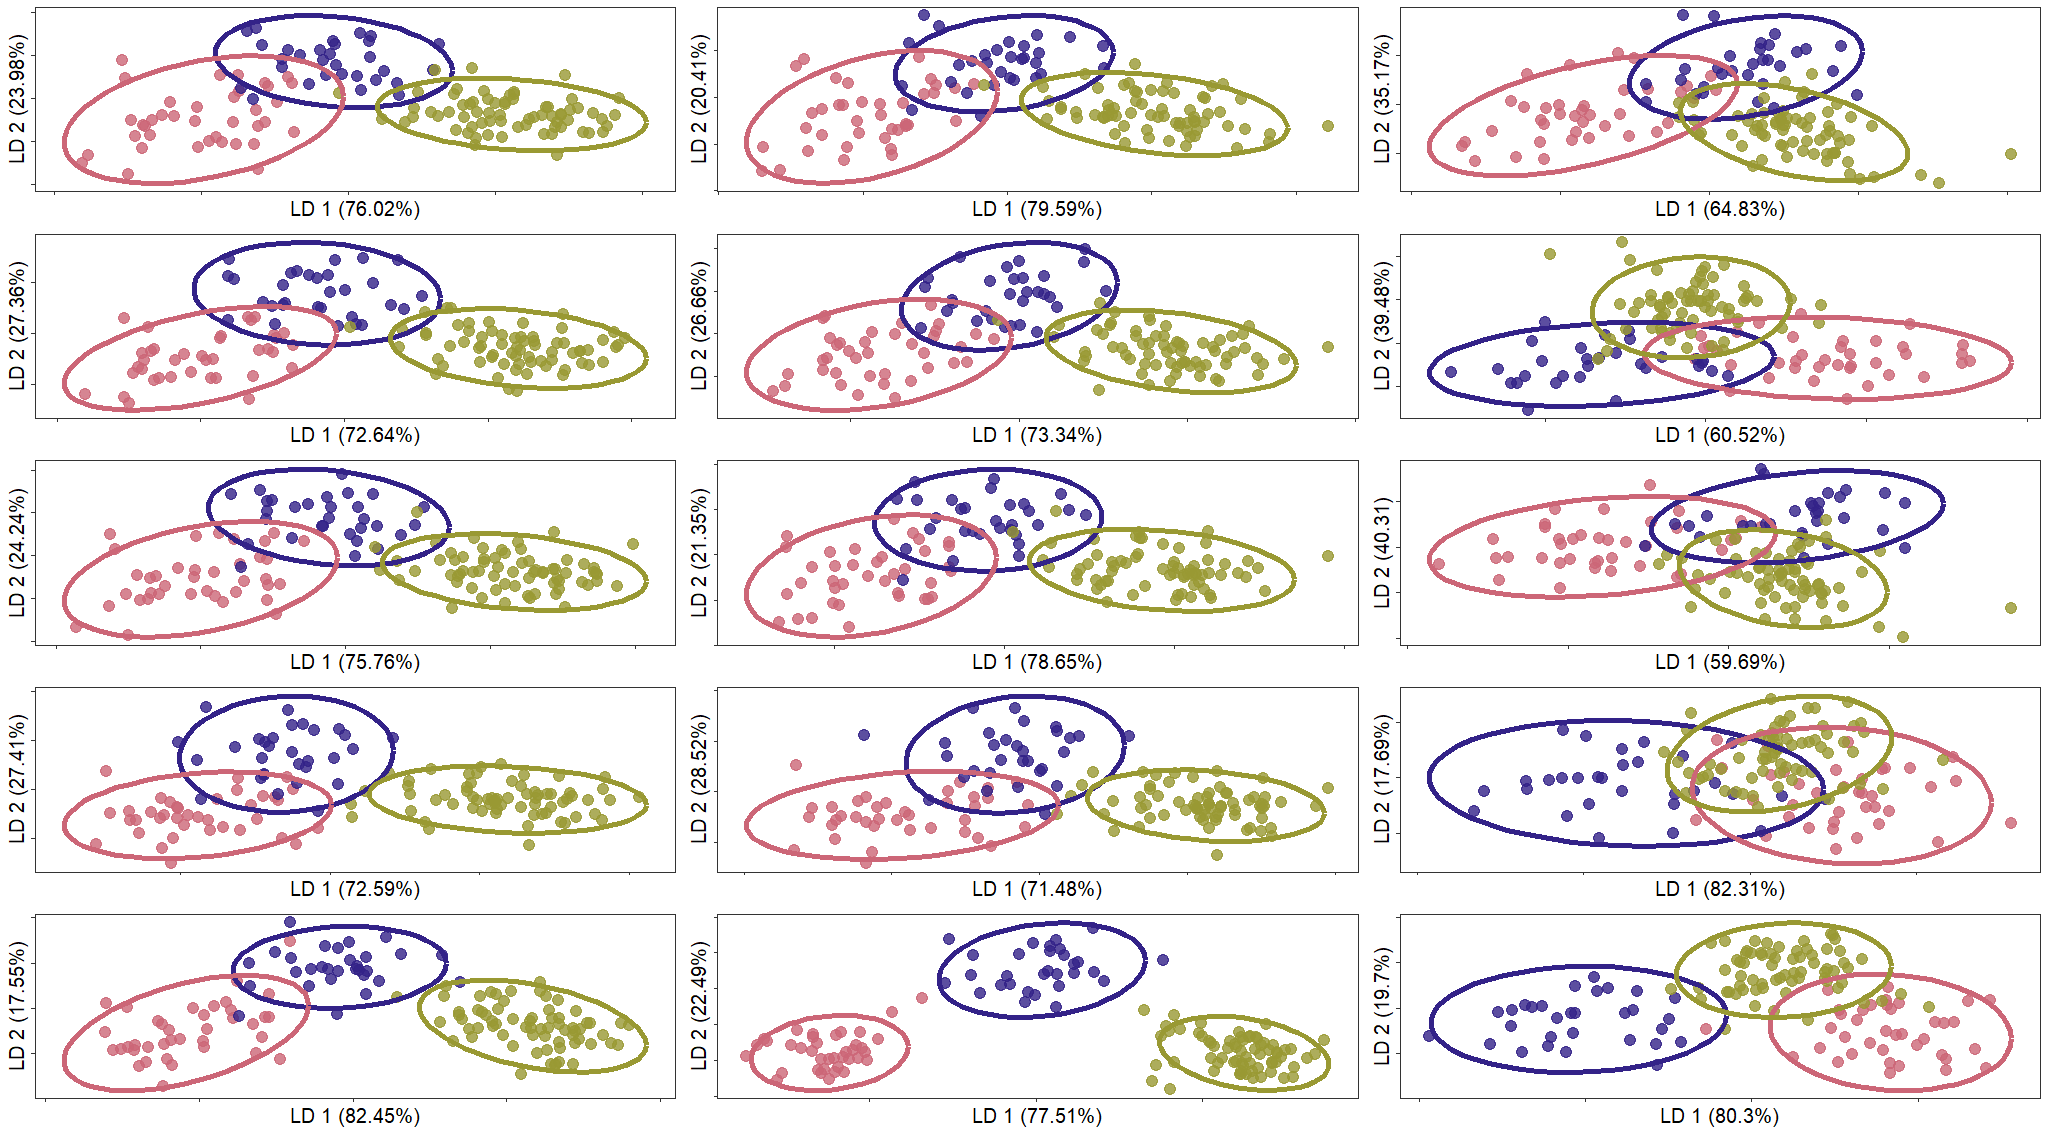 LD 2 (23.98%)
LD 1 (76.02%)
LD 2 (20.41%)
LD 1 (79.59%)
LD 2 (35.17%)
LD 1 (64.83%)
LD 2 (27.36%)
LD 1 (72.64%)
LD 2 (26.66%)
LD 1 (73.34%)
LD 2 (39.48%)
LD 1 (60.52%)
LD 2 (24.24%)
LD 1 (75.76%)
LD 2 (21.35%)
LD 1 (78.65%)
LD 2 (40.31)
LD 1 (59.69%)
LD 2 (27.41%)
LD 1 (72.59%)
LD 2 (28.52%)
LD 1 (71.48%)
LD 2 (17.69%)
LD 1 (82.31%)
LD 2 (17.55%)
LD 1 (82.45%)
LD 2 (22.49%)
LD 1 (77.51%)
LD 2 (19.7%)
LD 1 (80.3%)